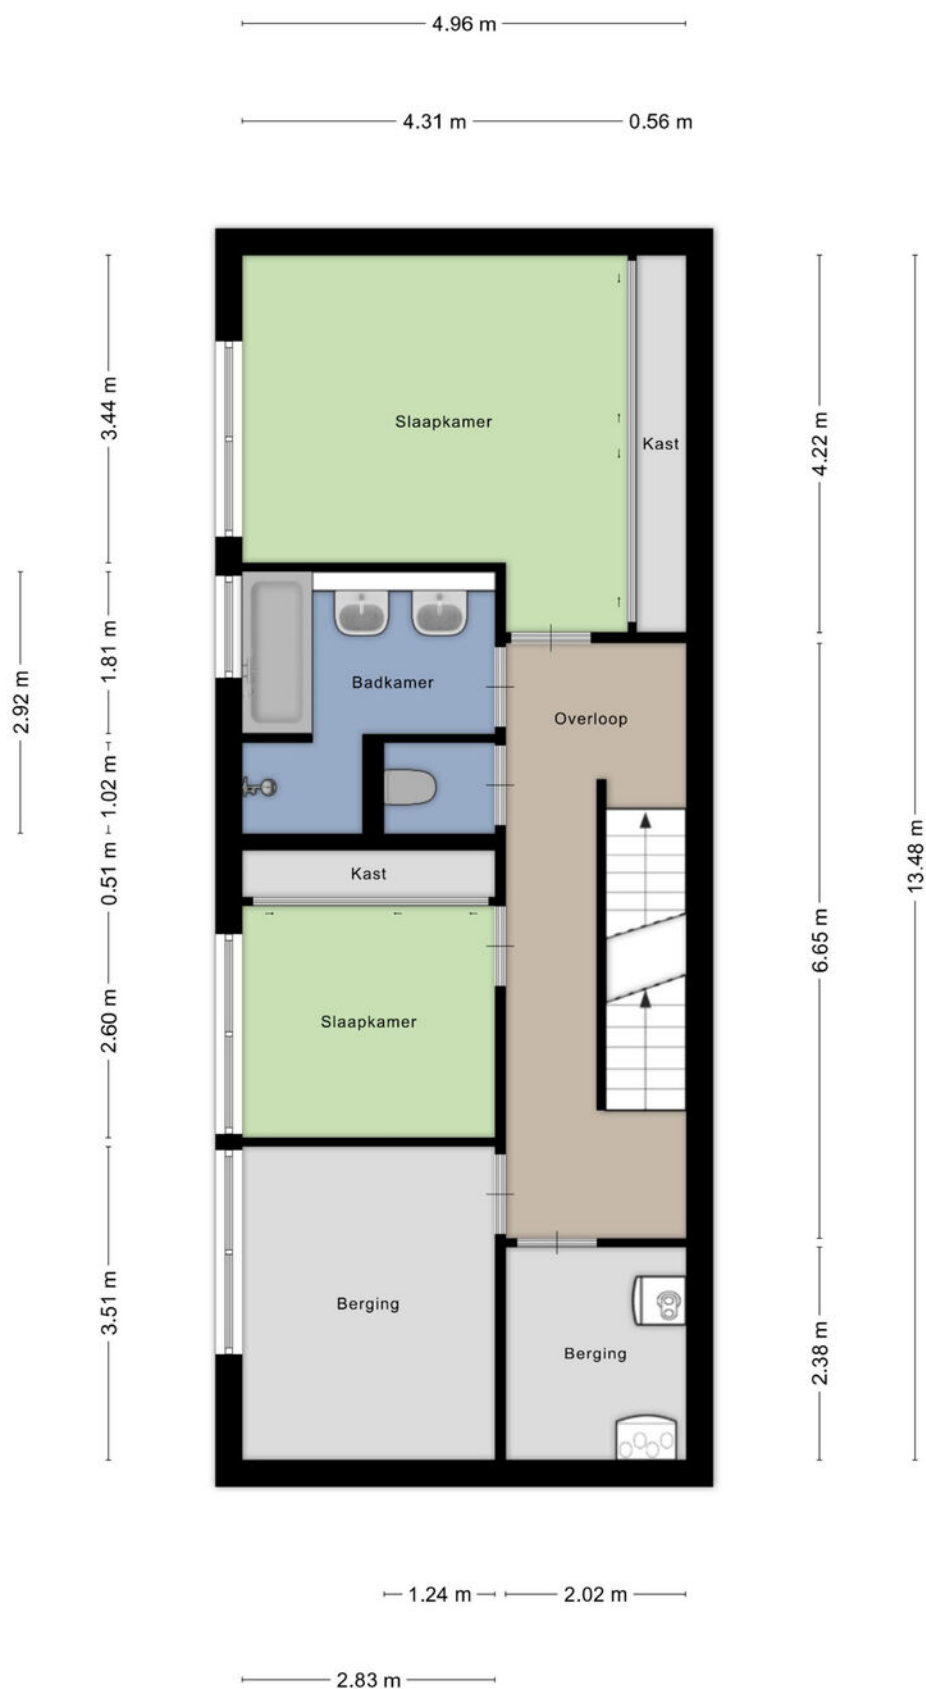 4.96 m
4.31 m
0.56 m
3.44 m
4.22 m
Slaapkamer
Kast
2.92 m
1.81 m
Badkamer
Overloop
1.02 m
13.48 m
0.51 m
Kast
6.65 m
2.60 m
Slaapkamer
3.51 m
Berging
Berging
2.38 m
1.24 m
2.02 m
2.83 m